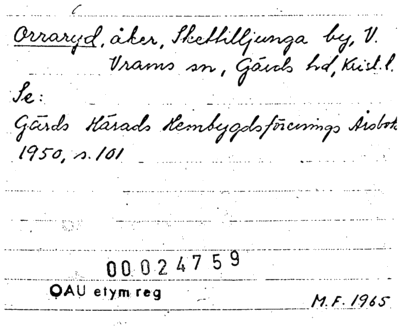 Orraryd, åker, Skettilljunga by, V.
Vrams sn, Gärds hd, Krist. l.
Se:
Gärds Härads Hembygdsförenings Årsbok
1950, s. 101
00024759
OAU etym reg
M.F. 1965